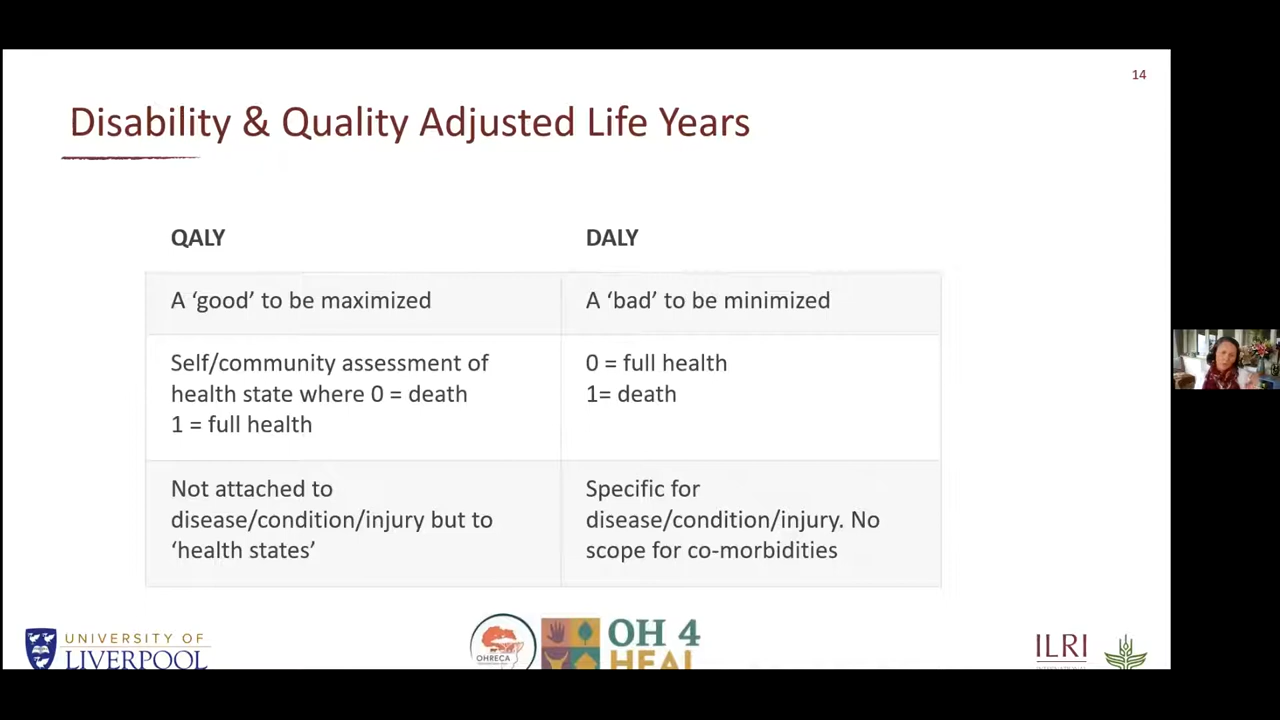 14
Disability & Quality Adjusted Life Years
QALY
DALY
A ‘good’ to be maximized
A ‘bad’ to be minimized
Self/community assessment of
health state where 0 = death
1 = full health
0 = full health
1= death
Not attached to
disease/condition/injury but to
‘health states’
Specific for
disease/condition/injury. No
scope for co-morbidities
UNIVERSITY OF
LIVERPOOL
OHRECA
OH 4
HEAL
ILRI